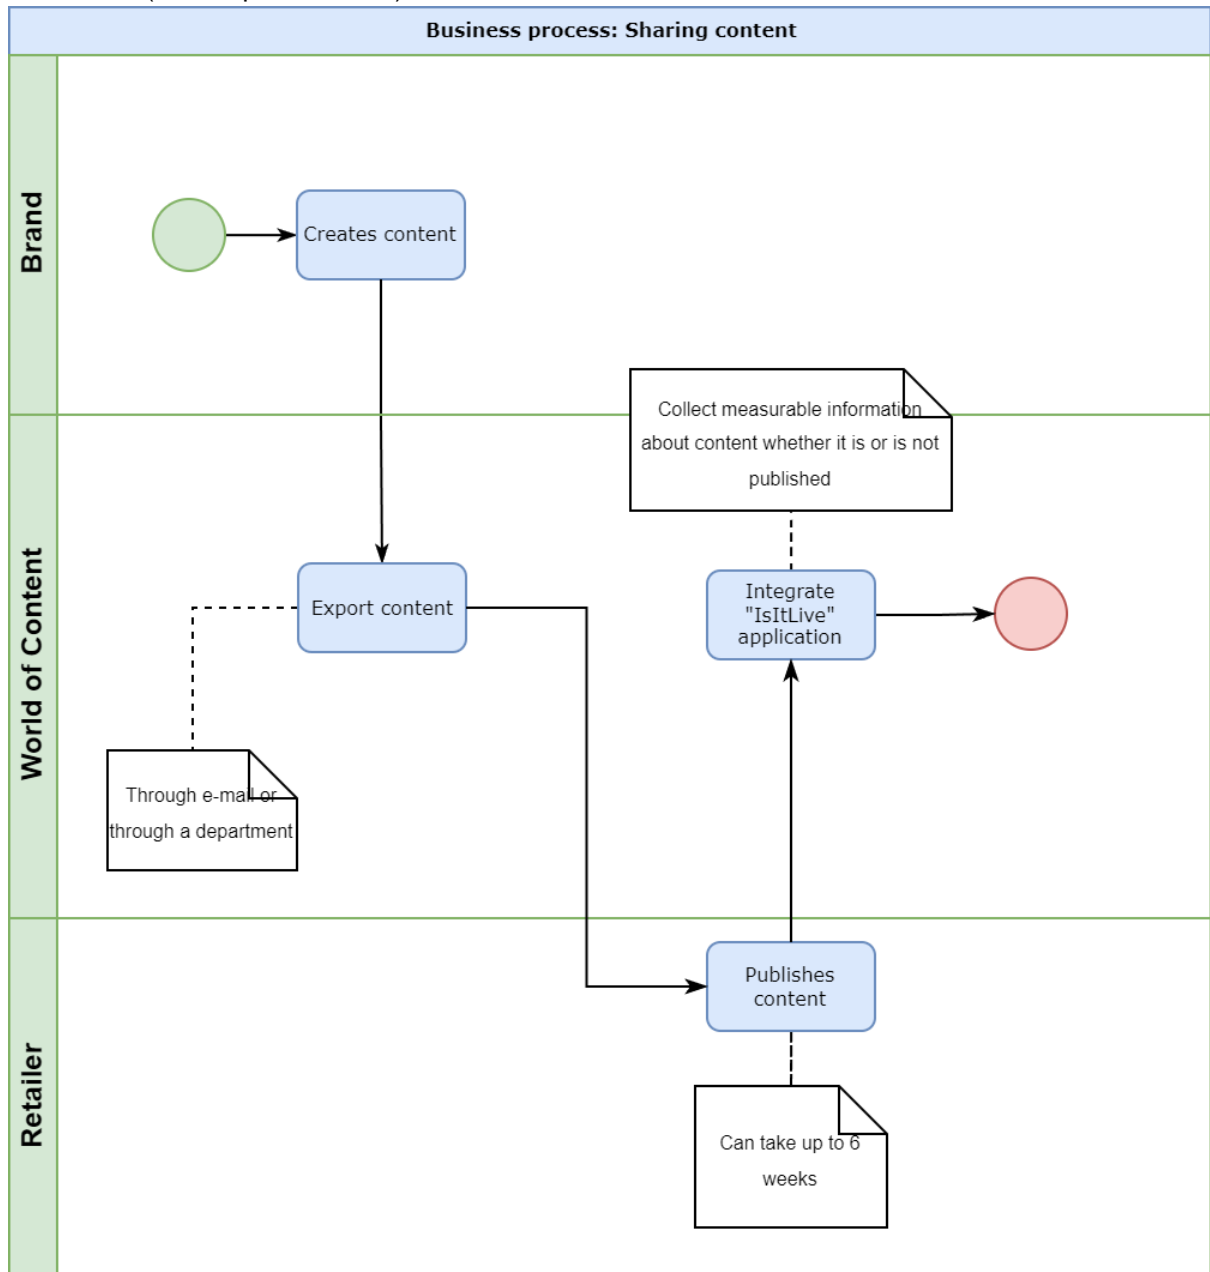 Business process: Sharing content
Brand
Creates content
Collect measurable information
about content whether it is or is not
published
World of Content
Export content
Integrate
"IsItLive"
application
Through e-mail or
through a department
Retailer
Publishes
content
Can take up to 6
weeks